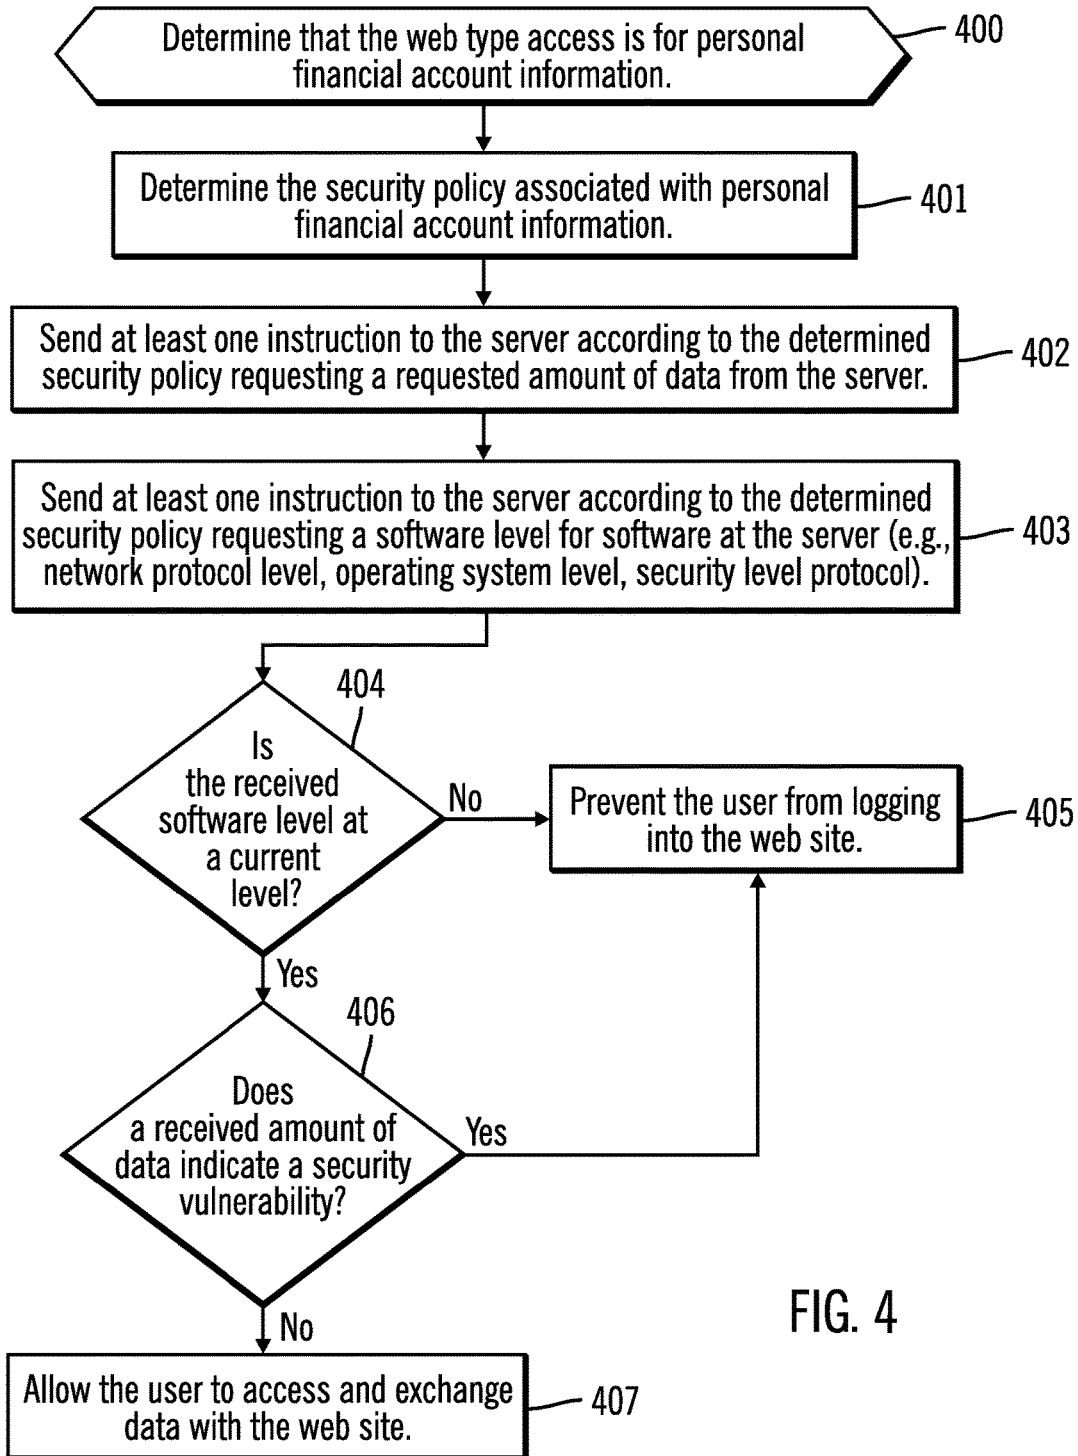 Determine that the web type access is for personal
financial account information.
400
Determine the security policy associated with personal
financial account information.
401
Send at least one instruction to the server according to the determined
security policy requesting a requested amount of data from the server.
402
Send at least one instruction to the server according to the determined
security policy requesting a software level for software at the server (e.g.,
network protocol level, operating system level, security level protocol).
403
404
Is
the received
software level at
a current
level?
No
Prevent the user from logging
into the web site.
405
Yes
406
Does
a received amount of
data indicate a security
vulnerability?
Yes
No
Allow the user to access and exchange
data with the web site.
407
FIG. 4